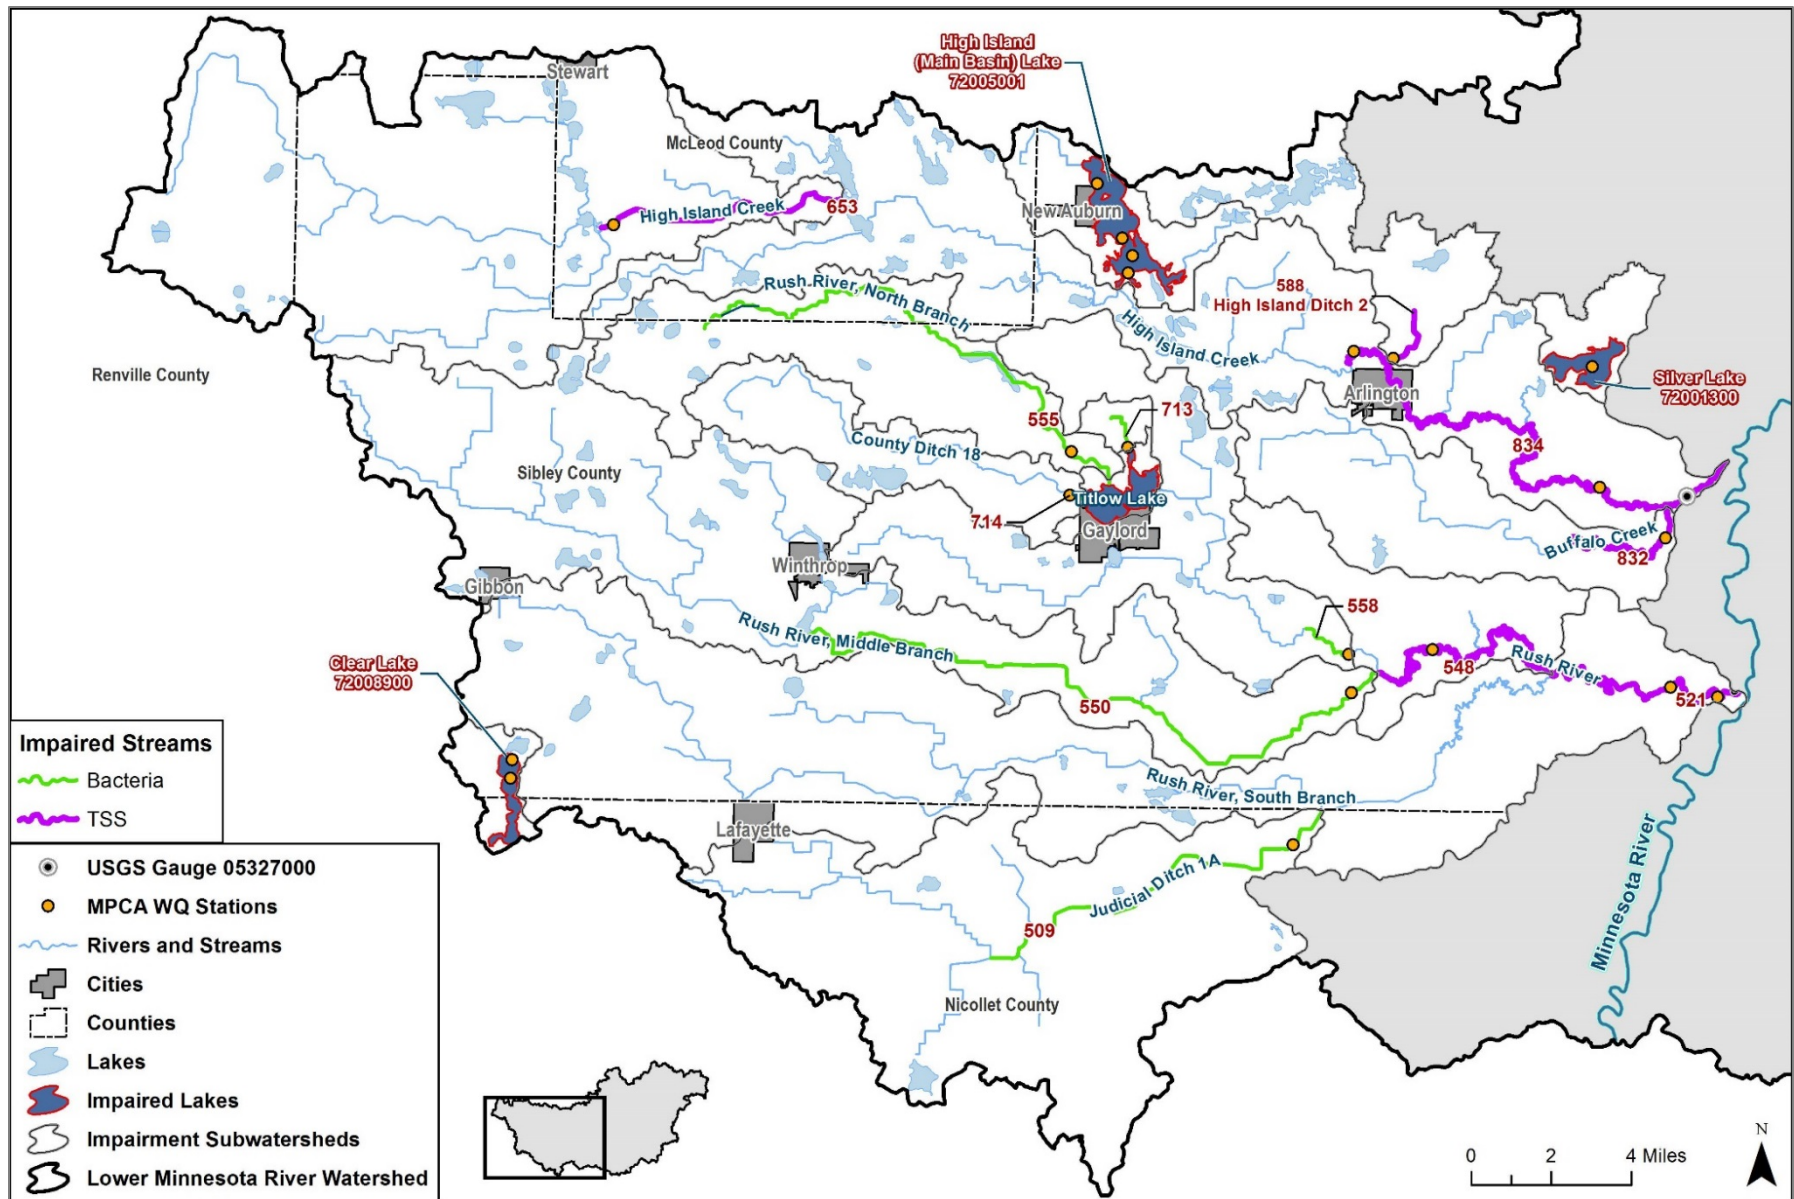 High Island
(Main Basin) Lake
72005001
Stewart
McLeod County
High Island Creek
653
New Auburn
Rush River, North Branch
588
High Island Ditch 2
High Island Creek
Renville County
Silver Lake
72001300
Arlington
555
713
County Ditch 18
834
Sibley County
Titlow Lake
714
Gaylord
Buffalo Creek
832
Winthrop
Gibbon
558
Rush River, Middle Branch
548
Rush River
521
Clear Lake
72008900
550
Rush River, South Branch
Lafayette
Judicial Ditch 1A
509
Minnesota River
Nicollet County
Impaired Streams
Bacteria
TSS
USGS Gauge 05327000
MPCA WQ Stations
Rivers and Streams
Cities
Counties
Lakes
Impaired Lakes
Impairment Subwatersheds
Lower Minnesota River Watershed
0 2 4 Miles
N